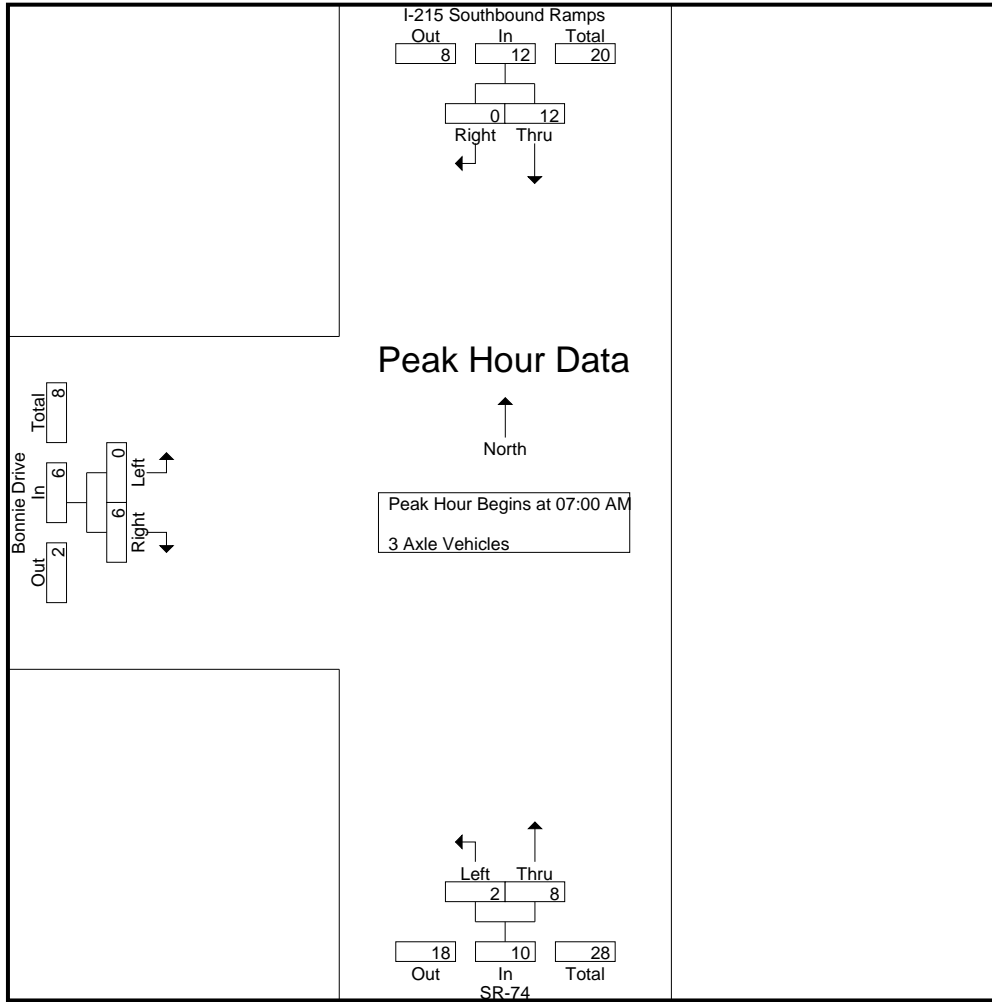 I-215 Southbound Ramps
Out In Total
8 12 20
0 12
Right Thru
Peak Hour Data
North
Peak Hour Begins at 07:00 AM
3 Axle Vehicles
Bonnie Drive
Out In Total
2 6 8
6 0
Right Left
Left Thru
2 8
18 10 28
Out In Total
SR-74